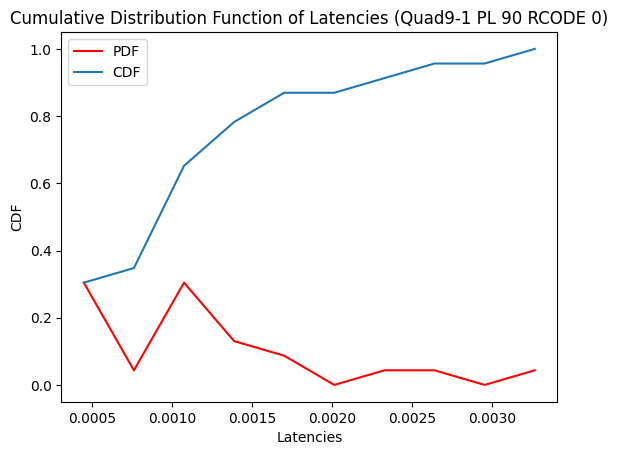 Cumulative Distribution Function of Latencies (Quad9-1 PL 90 RCODE 0)
PDF
CDF
1.0
0.8
0.6
0.4
0.2
0.0
CDF
0.0005 0.0010 0.0015 0.0020 0.0025 0.0030
Latencies